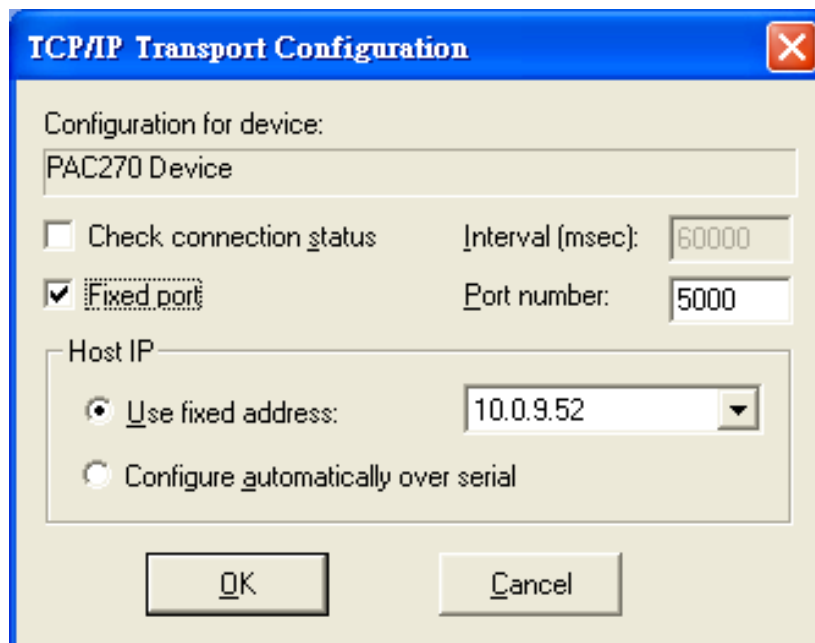 TCP/IP Transport Configuration
Configuration for device:
PAC270 Device
Check connection status Interval (msec): 60000
Fixed port Port number: 5000
Host IP
Use fixed address: 10.0.9.52
Configure automatically over serial
OK Cancel